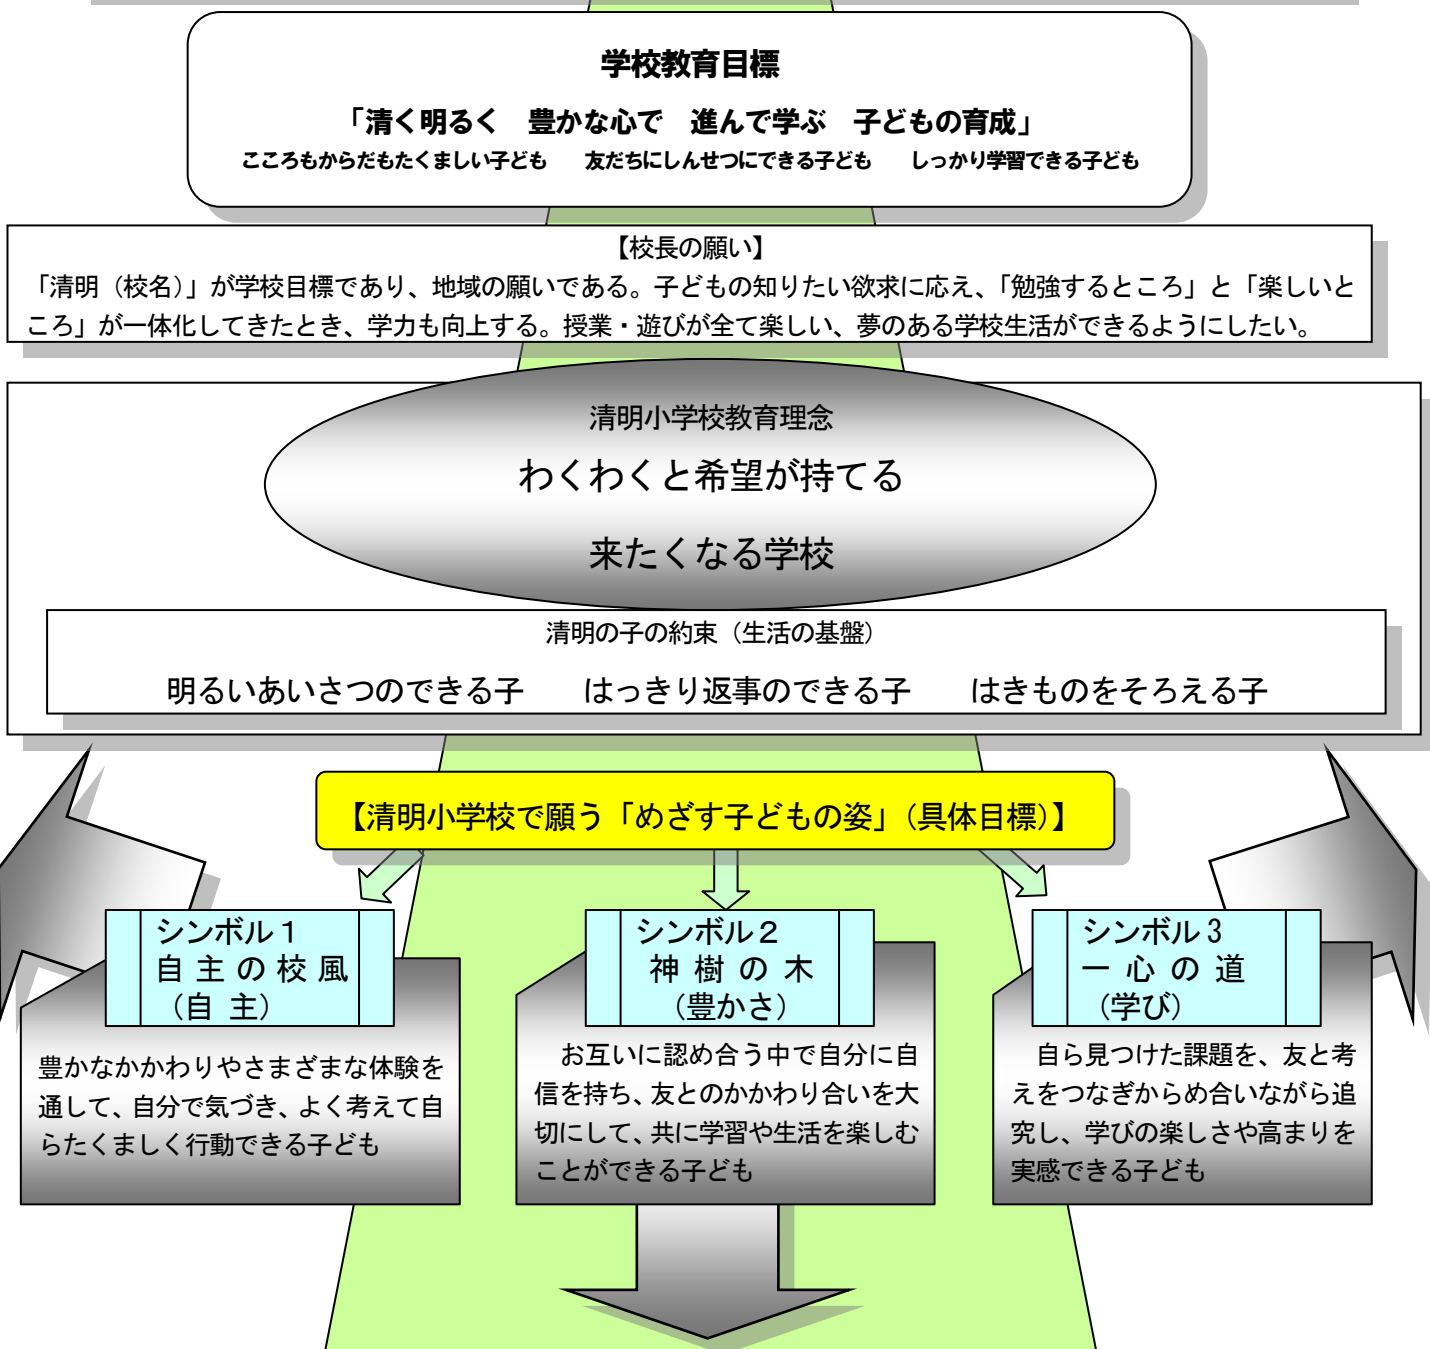 学校教育目標
「清く明るく　豊かな心で　進んで学ぶ　子どもの育成」
こころもからだもたくましい子ども　　友だちにしんせつにできる子ども　　しっかり学習できる子ども
【校長の願い】
「清明（校名）」が学校目標であり、地域の願いである。子どもの知りたい欲求に応え、「勉強するところ」と「楽しいと
ころ」が一体化してきたとき、学力も向上する。授業・遊びが全て楽しい、夢のある学校生活ができるようにしたい。
清明小学校教育理念
わくわくと希望が持てる
来たくなる学校
清明の子の約束（生活の基盤）
明るいあいさつのできる子　　はっきり返事のできる子　　はきものをそろえる子
【清明小学校で願う「めざす子どもの姿」（具体目標）】
シンボル１
自 主 の 校 風
（自 主）
豊かなかかわりやさまざまな体験を
通して、自分で気づき、よく考えて自
らたくましく行動できる子ども
シンボル２
神 樹 の 木
（豊かさ）
お互いに認め合う中で自分に自
信を持ち、友とのかかわり合いを大
切にして、共に学習や生活を楽しむ
ことができる子ども
シンボル3
一 心 の 道
（学び）
自ら見つけた課題を、友と考
えをつなぎからめ合いながら追
究し、学びの楽しさや高まりを
実感できる子ども